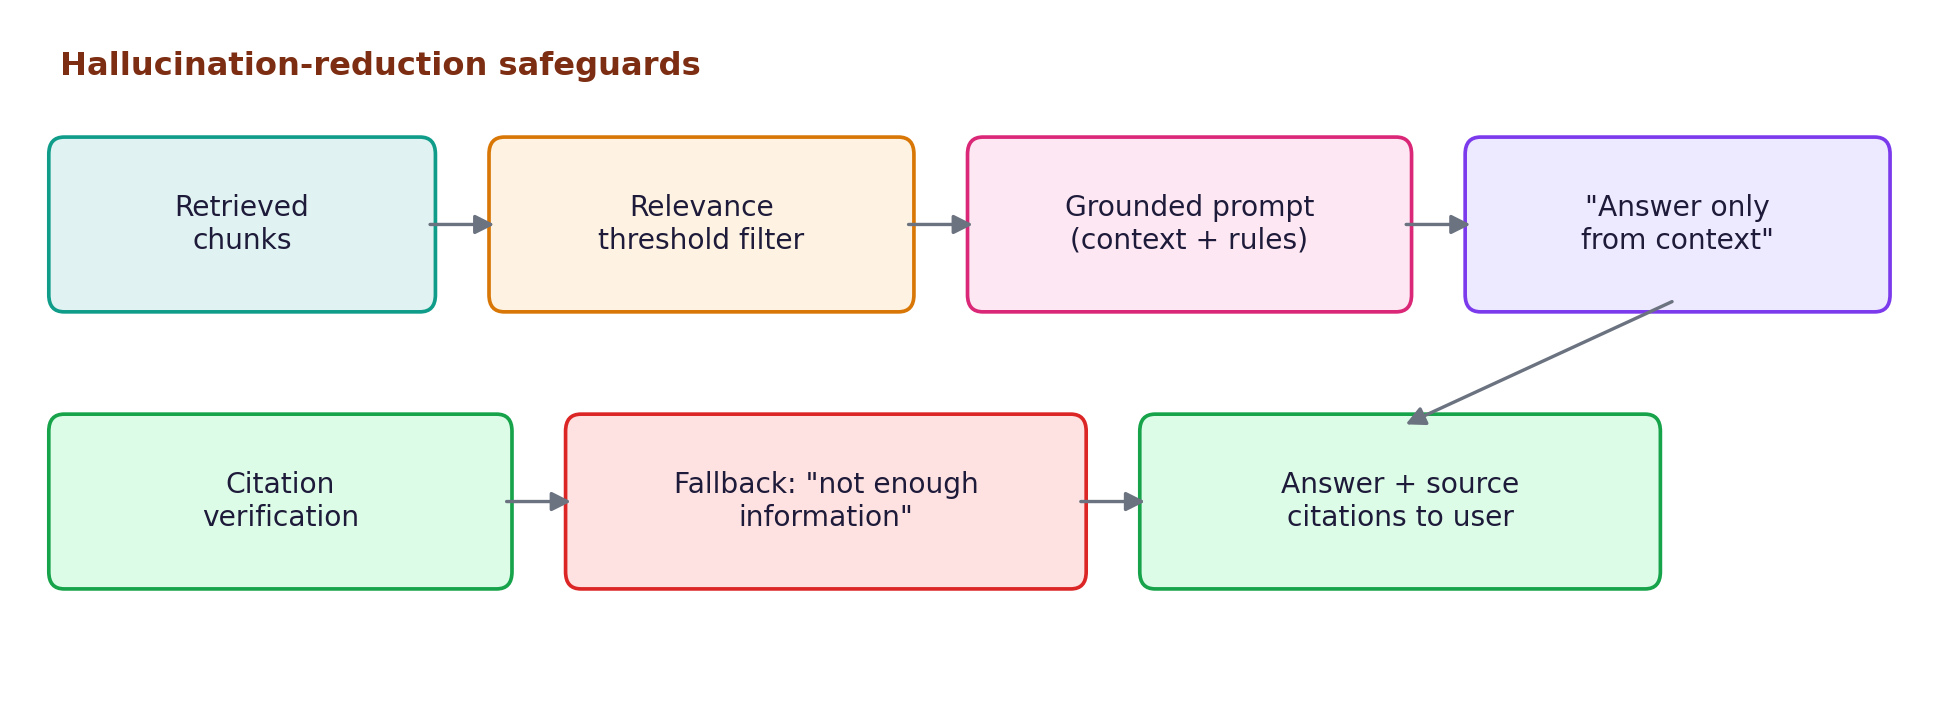 Hallucination-reduction safeguards
Retrieved
chunks
Relevance
threshold filter
Grounded prompt
(context + rules)
"Answer only
from context"
Citation
verification
Fallback: "not enough
information"
Answer + source
citations to user